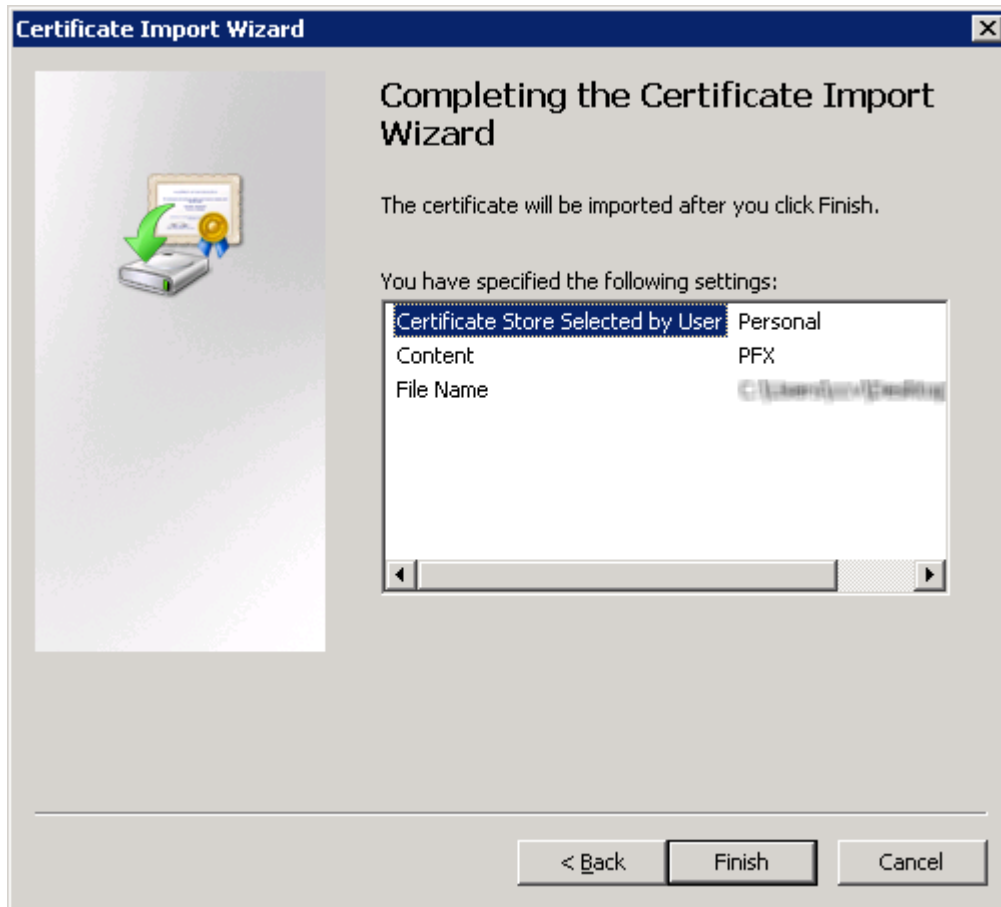 Certificate Import Wizard
Completing the Certificate Import
Wizard
The certificate will be imported after you click Finish.
You have specified the following settings:
Certificate Store Selected by User Personal
Content PFX
File Name
< Back Finish Cancel